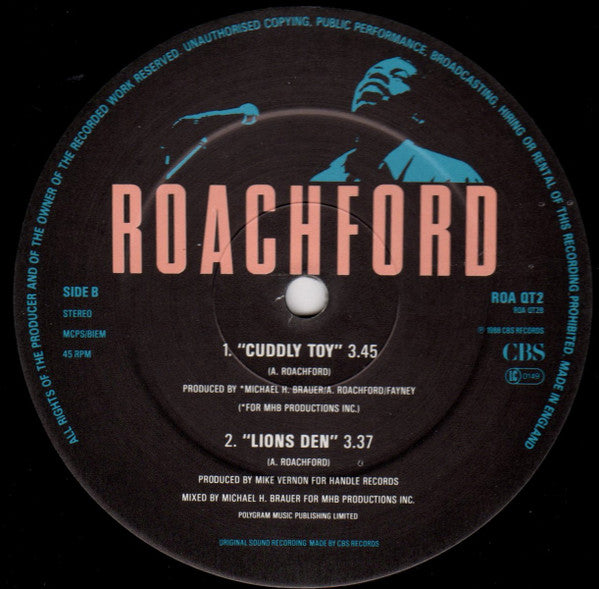 ALL RIGHTS OF THE PRODUCER AND OF THE OWNER OF THE RECORDED WORK RESERVED. UNAUTHORISED COPYING, PUBLIC PERFORMANCE, BROADCASTING, HIRING OR RENTAL OF THIS RECORDING PROHIBITED. MADE IN ENGLAND
ROACHFORD
SIDE B
STEREO
MCPS/BIEM
45 RPM
ROA QT2
ROA QT2B
℗ 1988 CBS RECORDS
CBS
LC 0149
1. "CUDDLY TOY" 3.45
(A. ROACHFORD)
PRODUCED BY *MICHAEL H. BRAUER/A. ROACHFORD/FAYNEY
(*FOR MHB PRODUCTIONS INC.)
2. "LIONS DEN" 3.37
(A. ROACHFORD)
PRODUCED BY MIKE VERNON FOR HANDLE RECORDS
MIXED BY MICHAEL H. BRAUER FOR MHB PRODUCTIONS INC.
POLYGRAM MUSIC PUBLISHING LIMITED
ORIGINAL SOUND RECORDING MADE BY CBS RECORDS